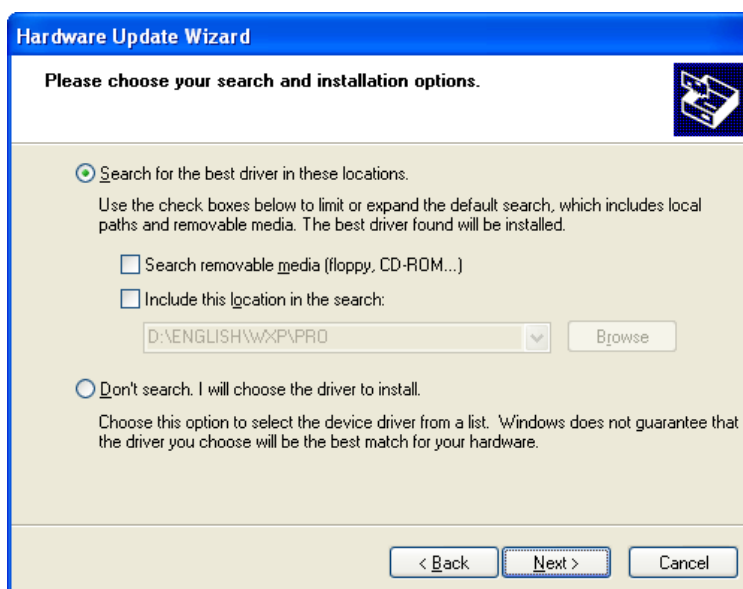 Hardware Update Wizard
Please choose your search and installation options.
Search for the best driver in these locations.
Use the check boxes below to limit or expand the default search, which includes local
paths and removable media. The best driver found will be installed.
Search removable media (floppy, CD-ROM...)
Include this location in the search:
D:\ENGLISH\WXP\PRO
Browse
Don't search. I will choose the driver to install.
Choose this option to select the device driver from a list. Windows does not guarantee that
the driver you choose will be the best match for your hardware.
< Back
Next >
Cancel